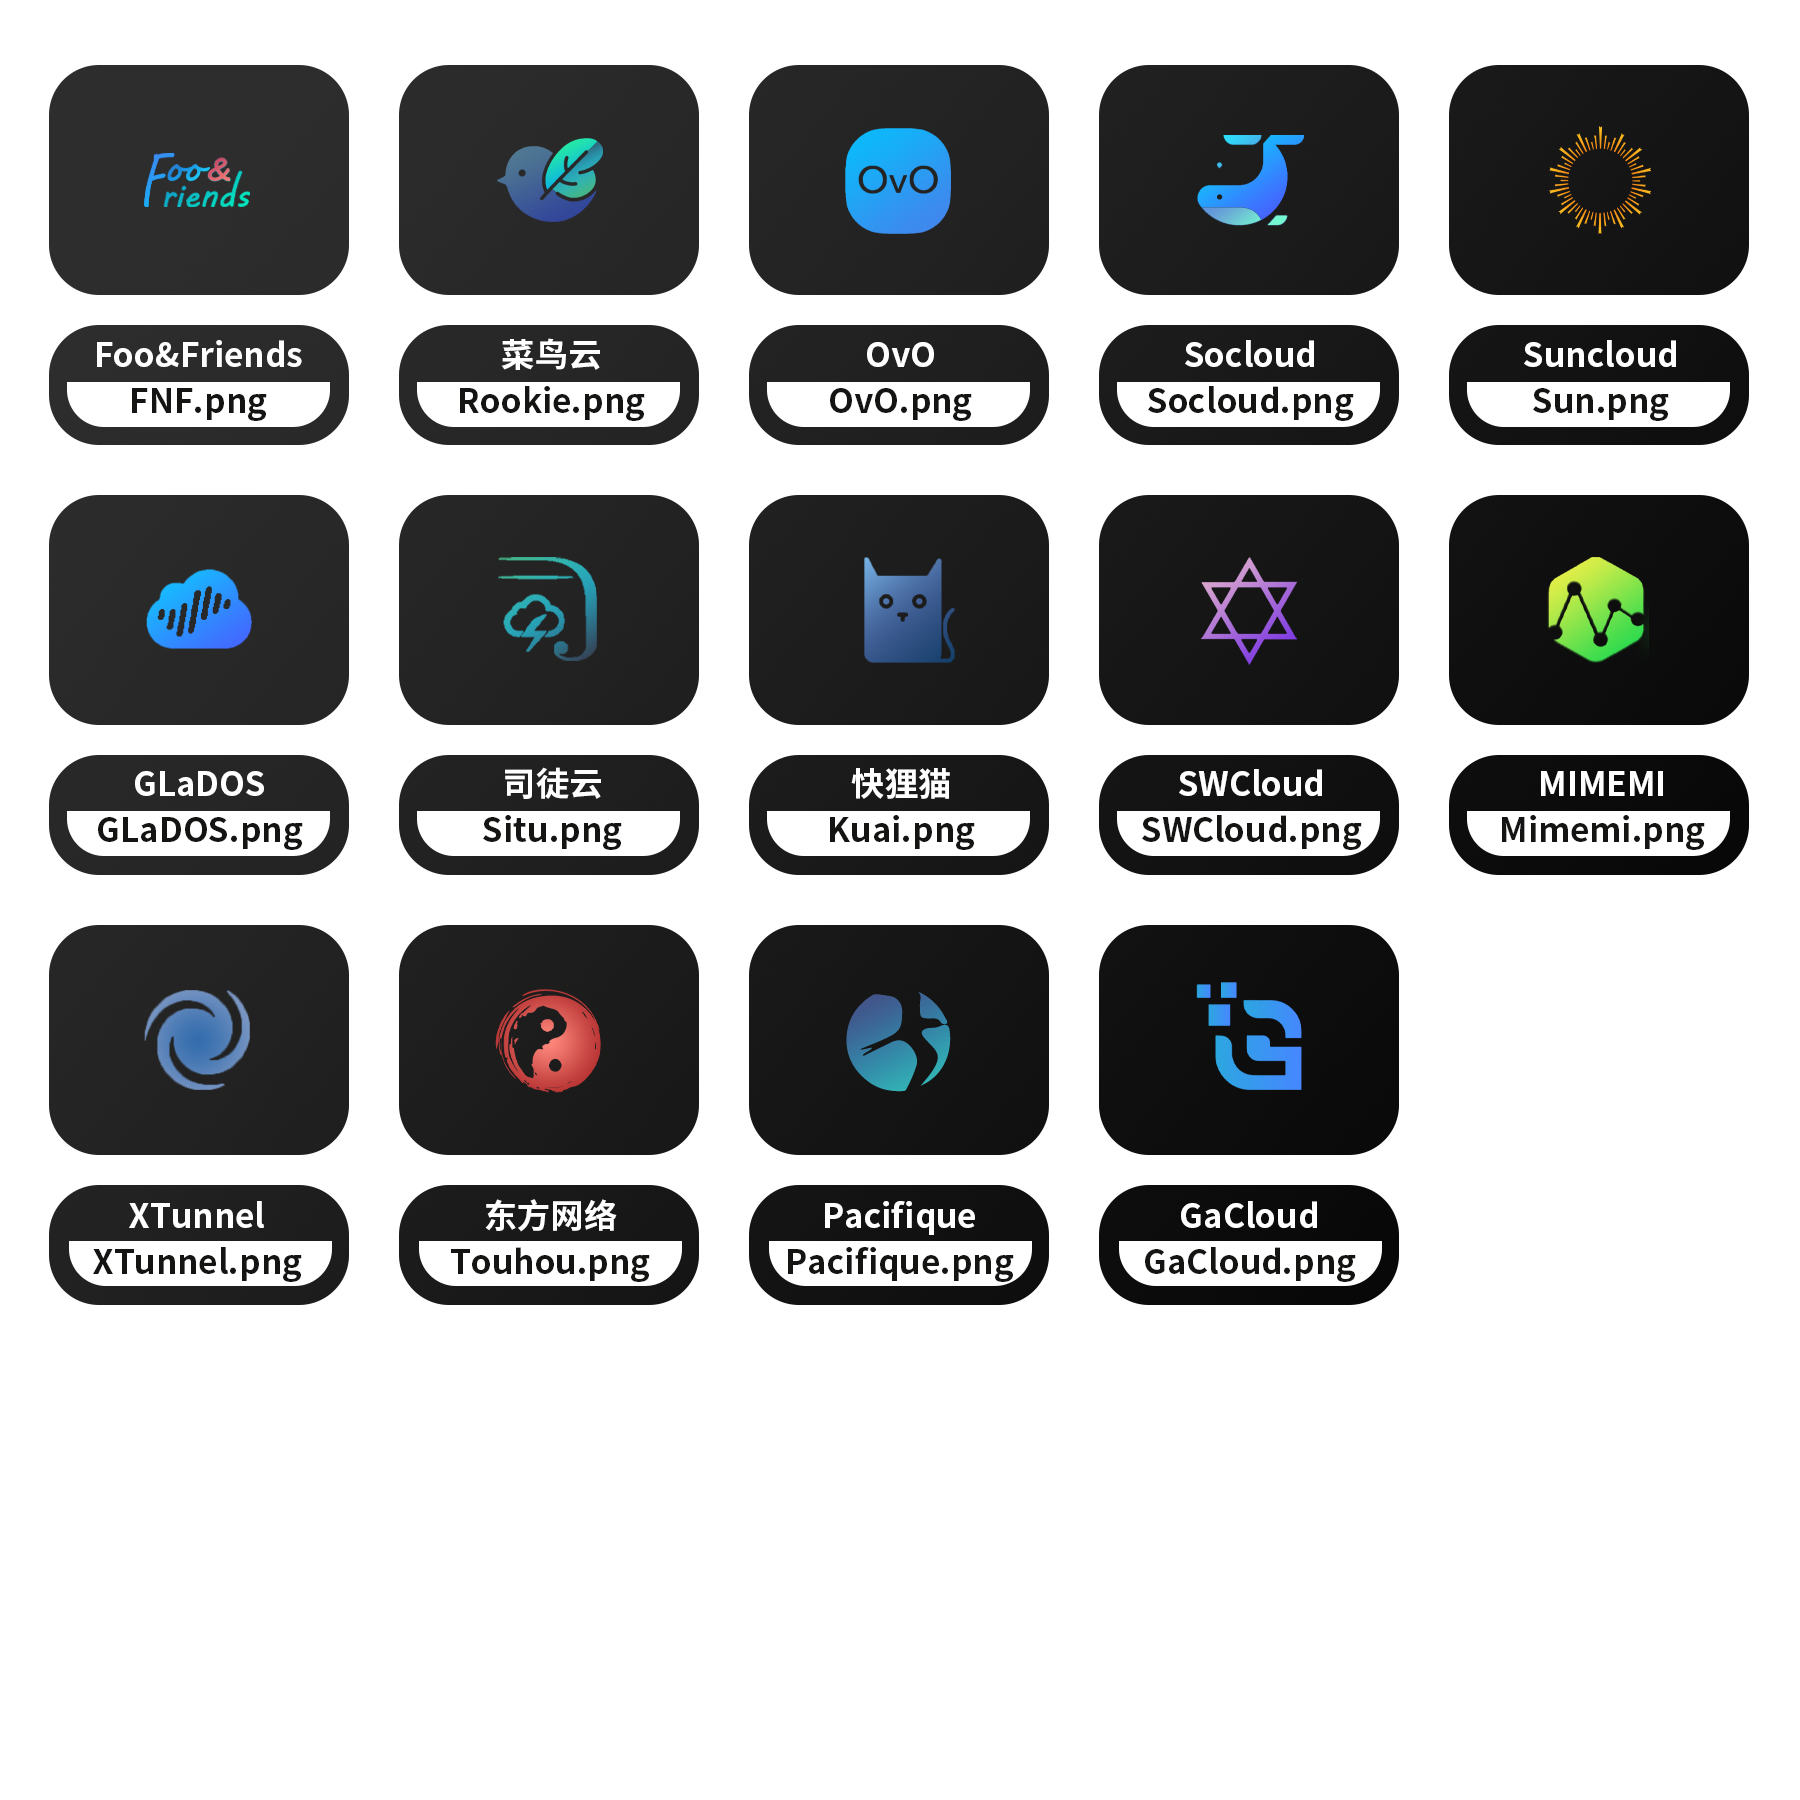 Foo&
Friends
OvO
Foo&Friends
FNF.png
菜鸟云
Rookie.png
OvO
OvO.png
Socloud
Socloud.png
Suncloud
Sun.png
GLaDOS
GLaDOS.png
司徒云
Situ.png
快狸猫
Kuai.png
SWCloud
SWCloud.png
MIMEMI
Mimemi.png
XTunnel
XTunnel.png
东方网络
Touhou.png
Pacifique
Pacifique.png
GaCloud
GaCloud.png